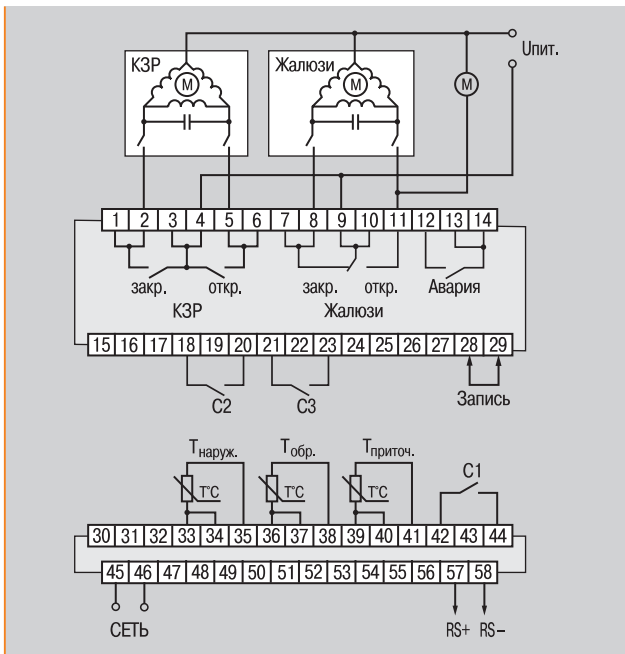 КЗР
Жалюзи
Uпит.
M
M
M
1 2 3 4 5 6 7 8 9 10 11 12 13 14
закр. откр. закр. откр. Авария
КЗР Жалюзи
15 16 17 18 19 20 21 22 23 24 25 26 27 28 29
C2 C3 Запись
Tнаруж. Tобр. Tприточ.
C1
T°C T°C T°C
30 31 32 33 34 35 36 37 38 39 40 41 42 43 44
45 46 47 48 49 50 51 52 53 54 55 56 57 58
СЕТЬ RS+ RS–